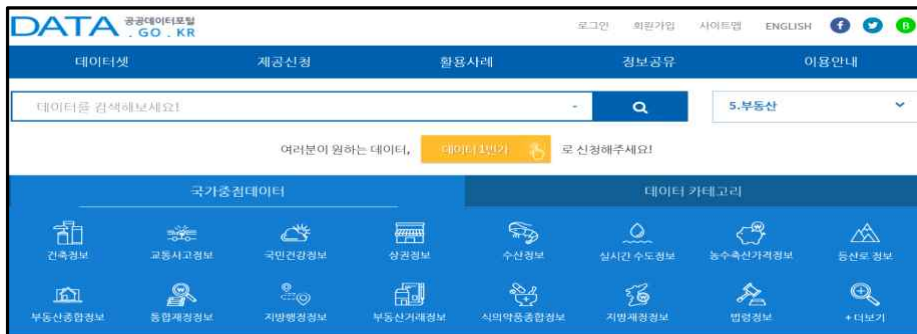 DATA 공공데이터포털
. GO . KR
로그인 회원가입 사이트맵 ENGLISH f B
데이터셋 제공신청 활용사례 정보공유 이용안내
데이터를 검색해보세요! 5.부동산
여러분이 원하는 데이터, 데이터1번가 로 신청해주세요!
국가중점데이터 데이터 카테고리
건축정보 교통사고정보 국민건강정보 상권정보 수산정보 실시간 수도정보 농수축산가격정보 등산로 정보
부동산종합정보 통합재정정보 지방행정정보 부동산거래정보 식의약품종합정보 지방재정정보 법령정보 +더보기